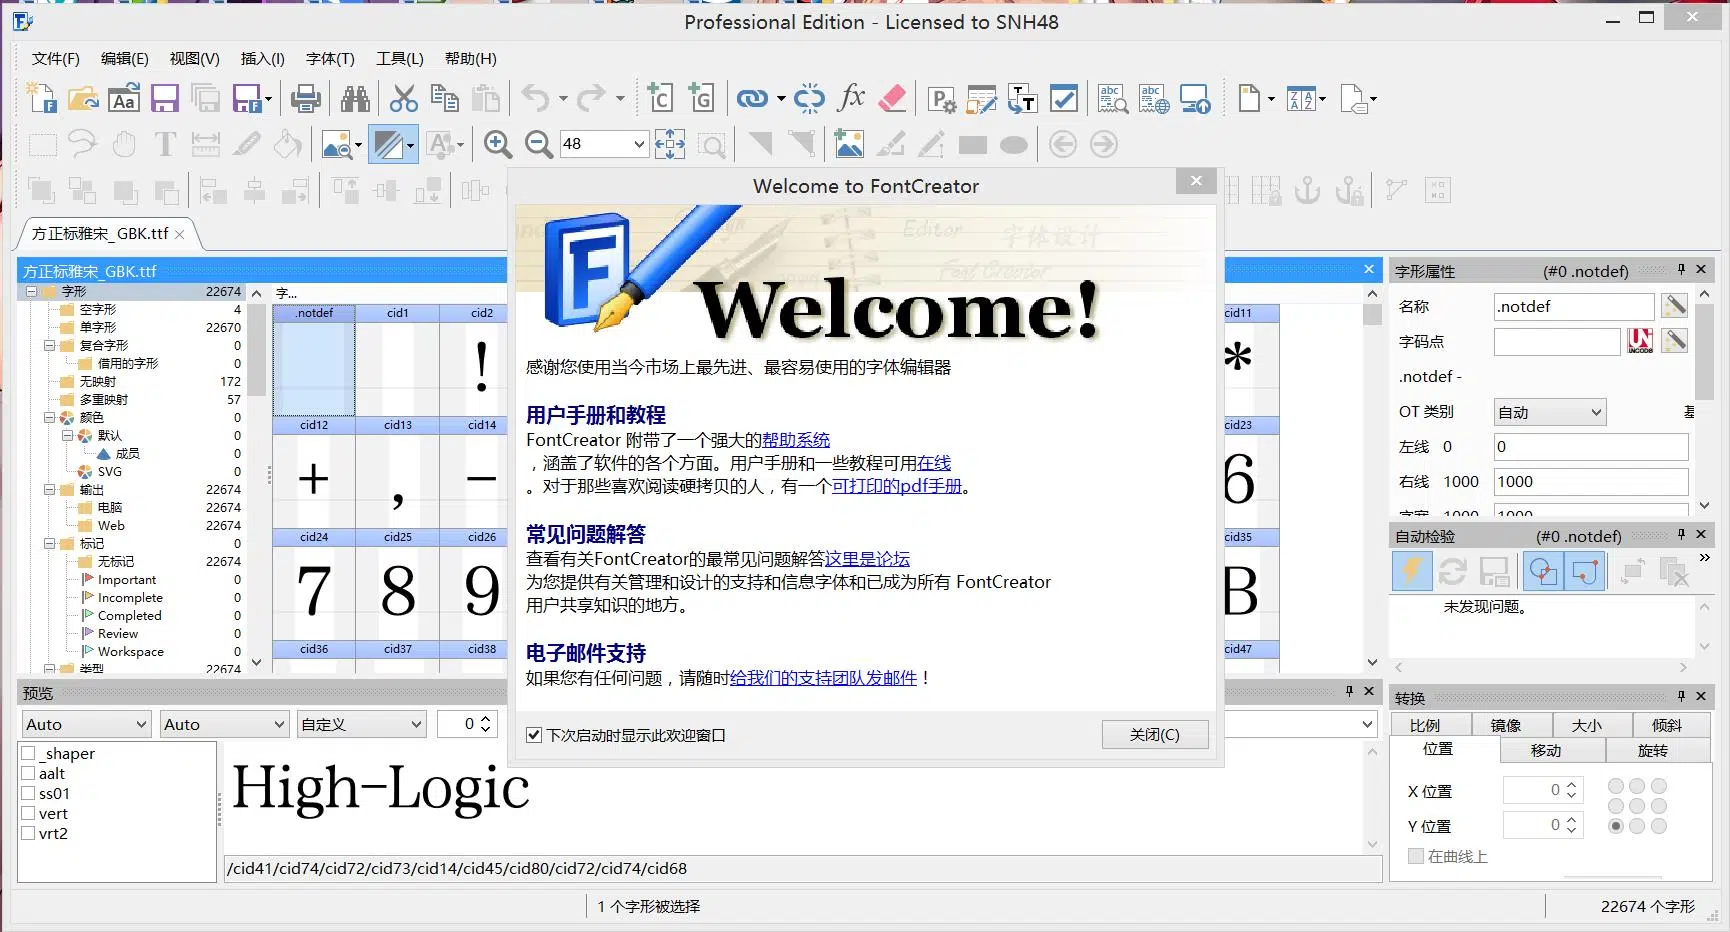 Professional Edition - Licensed to SNH48
文件(F) 编辑(E) 视图(V) 插入(I) 字体(T) 工具(L) 帮助(H)
48
方正标雅宋_GBK.ttf
方正标雅宋_GBK.ttf
字形 22674
空字形 4
单字形 22670
复合字形 0
借用的字形 0
无映射 172
多重映射 57
颜色 0
默认 0
成员 0
SVG 0
输出 22674
电脑 22674
Web 22674
标记 0
无标记 22674
Important 0
Incomplete 0
Completed 0
Review 0
Workspace 0
类型 22674
字...
.notdef cid1 cid2 cid11
! *
cid12 cid13 cid14 cid23
+ , - 6
cid24 cid25 cid26 cid35
7 8 9 B
cid36 cid37 cid38 cid47
Welcome to FontCreator
Editor 字体设计
Font Creator
Welcome!
感谢您使用当今市场上最先进、最容易使用的字体编辑器
用户手册和教程
FontCreator 附带了一个强大的帮助系统
，涵盖了软件的各个方面。用户手册和一些教程可用在线
。对于那些喜欢阅读硬拷贝的人，有一个可打印的pdf手册。
常见问题解答
查看有关FontCreator的最常见问题解答这里是论坛
为您提供有关管理和设计的支持和信息字体和已成为所有 FontCreator
用户共享知识的地方。
电子邮件支持
如果您有任何问题，请随时给我们的支持团队发邮件！
下次启动时显示此欢迎窗口
关闭(C)
字形属性 (#0 .notdef)
名称 .notdef
字码点
.notdef -
OT 类别 自动
左线 0 0
右线 1000 1000
字宽 1000 1000
自动检验 (#0 .notdef)
未发现问题。
转换
比例 镜像 大小 倾斜
位置 移动 旋转
X 位置 0
Y 位置 0
在曲线上
预览
Auto Auto 自定义 0
_shaper
aalt
ss01
vert
vrt2
High-Logic
/cid41/cid74/cid72/cid73/cid14/cid45/cid80/cid72/cid74/cid68
1 个字形被选择
22674 个字形